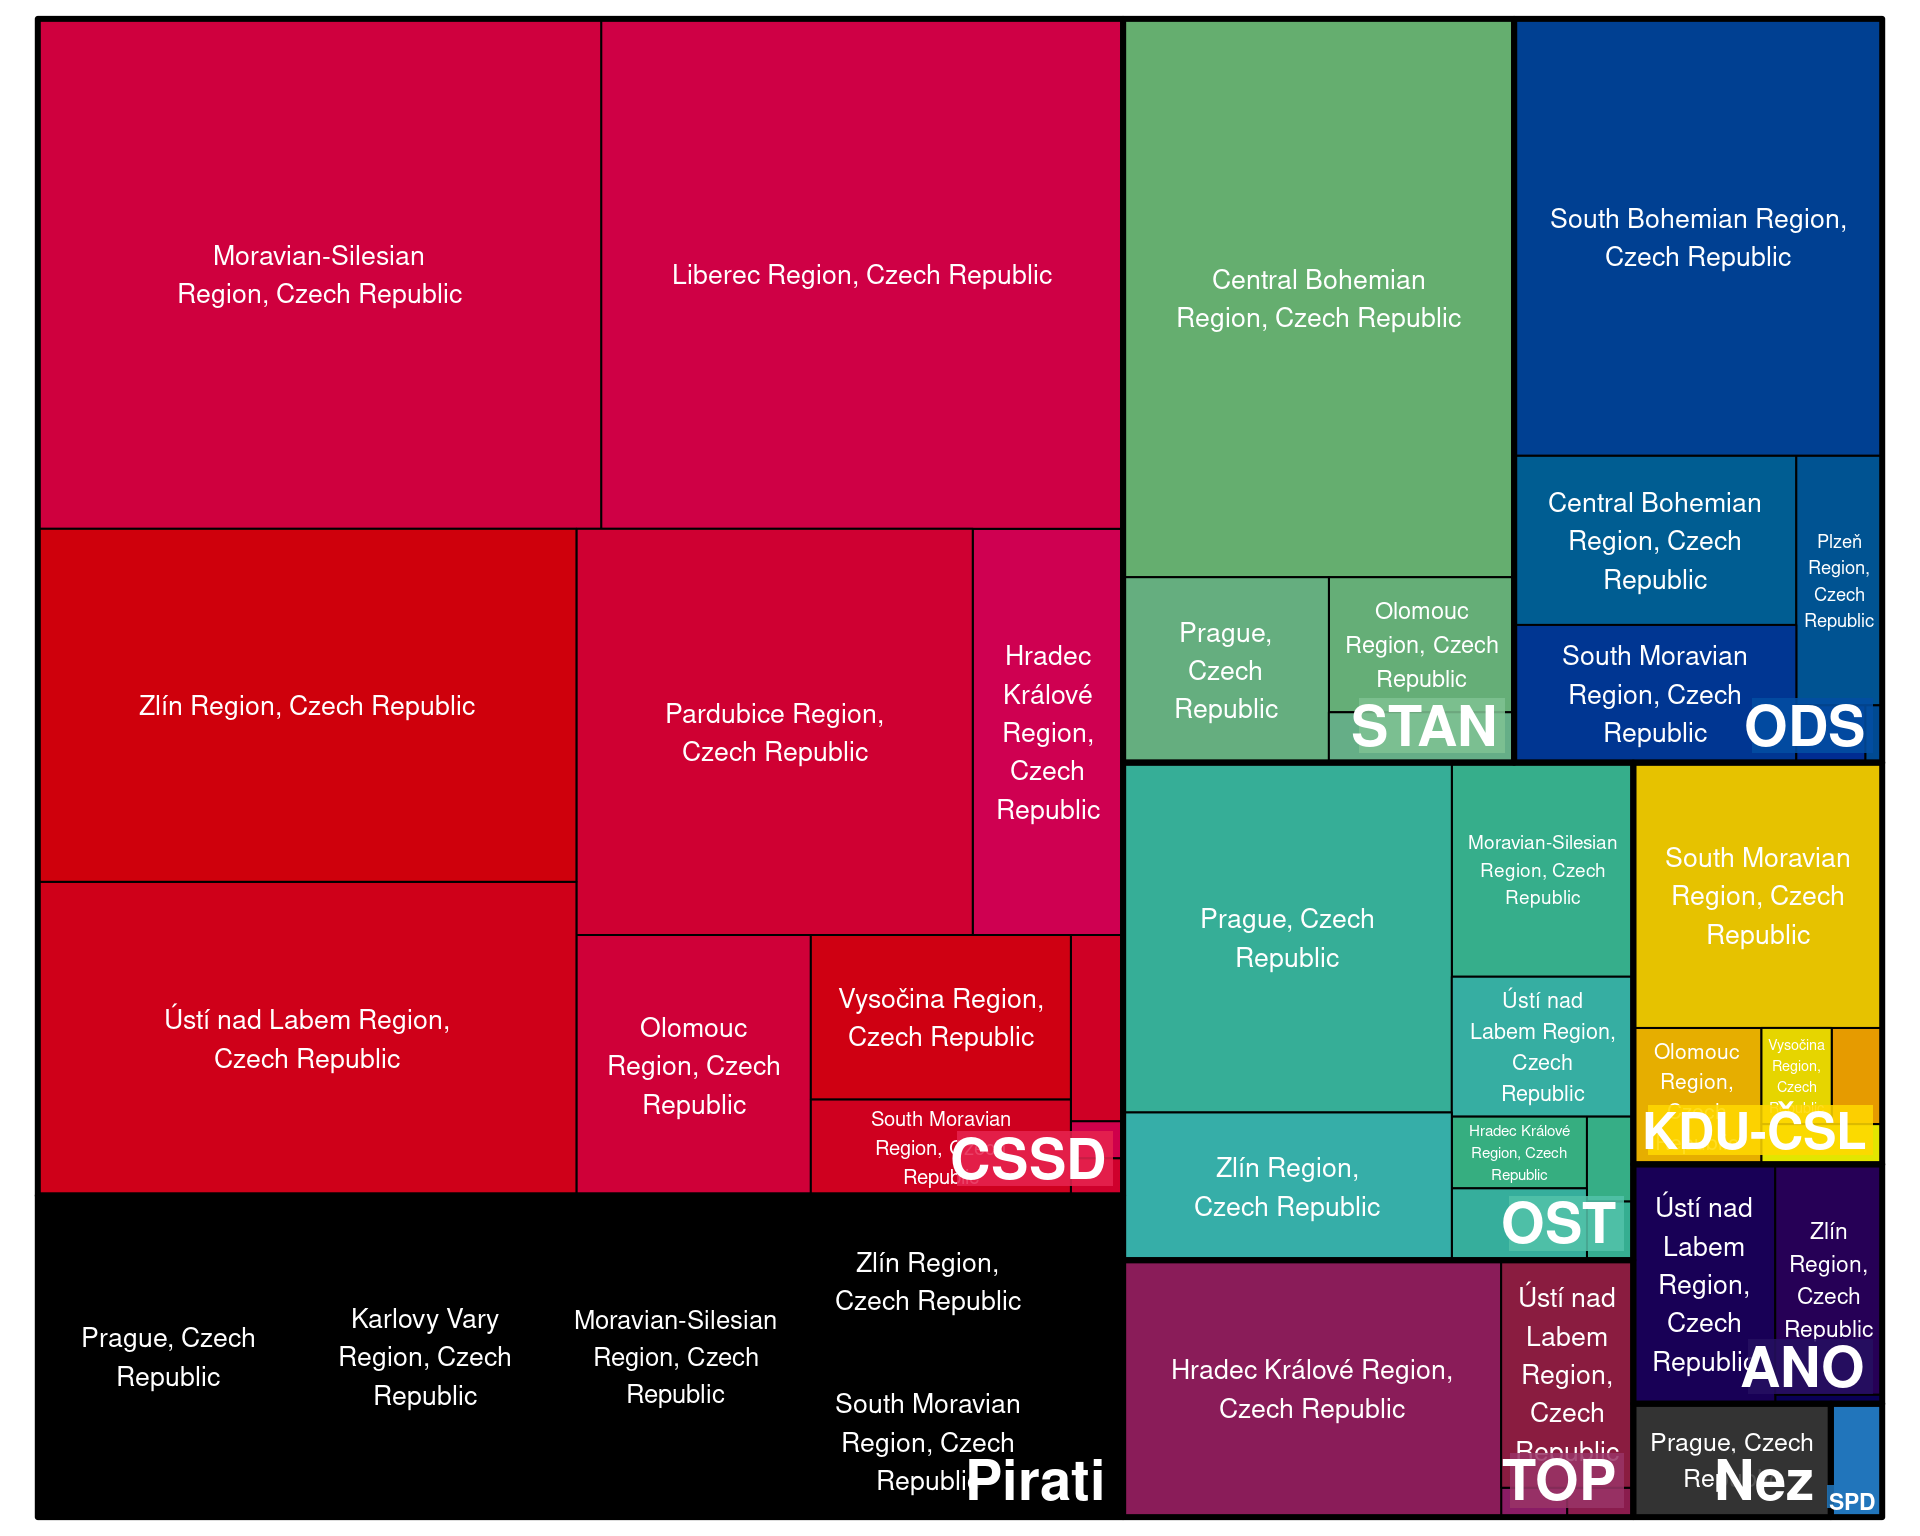 Moravian-Silesian
Region, Czech Republic
Liberec Region, Czech Republic
Zlín Region, Czech Republic
Pardubice Region,
Czech Republic
Hradec
Králové
Region,
Czech
Republic
Ústí nad Labem Region,
Czech Republic
Olomouc
Region, Czech
Republic
Vysočina Region,
Czech Republic
South Moravian
Region, Czech
Republic
CSSD
Prague, Czech
Republic
Karlovy Vary
Region, Czech
Republic
Moravian-Silesian
Region, Czech
Republic
Zlín Region,
Czech Republic
South Moravian
Region, Czech
Republic
Pirati
Central Bohemian
Region, Czech Republic
Prague,
Czech
Republic
Olomouc
Region, Czech
Republic
STAN
South Bohemian Region,
Czech Republic
Central Bohemian
Region, Czech
Republic
Plzeň
Region,
Czech
Republic
South Moravian
Region, Czech
Republic
ODS
Prague, Czech
Republic
Moravian-Silesian
Region, Czech
Republic
Ústí nad
Labem Region,
Czech
Republic
Zlín Region,
Czech Republic
Hradec Králové
Region, Czech
Republic
OST
South Moravian
Region, Czech
Republic
Olomouc
Region,
Vysočina
Region,
Czech
KDU-ČSL
Ústí nad
Labem
Region,
Czech
Republic
Zlín
Region,
Czech
Republic
ANO
Hradec Králové Region,
Czech Republic
Ústí nad
Labem
Region,
Czech
Republic
TOP
Prague, Czech
Nez
SPD